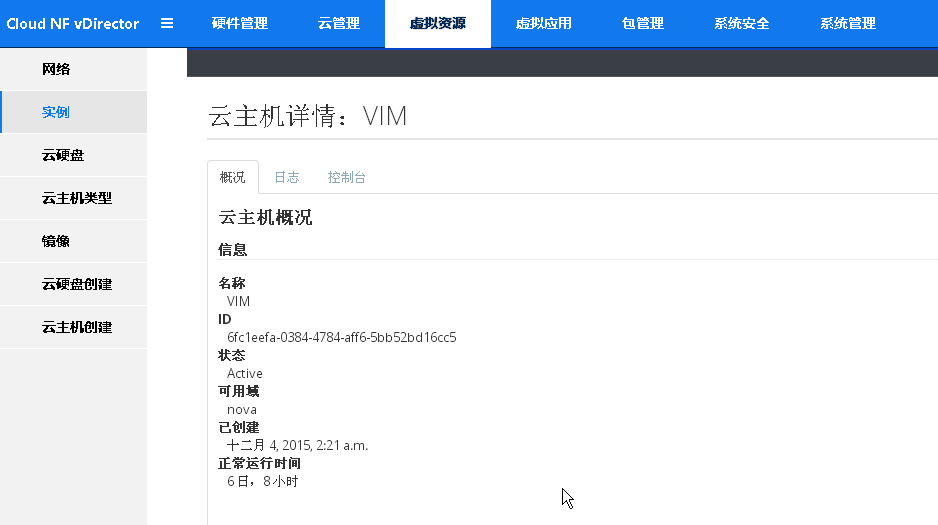 Cloud NF vDirector
硬件管理 云管理 虚拟资源 虚拟应用 包管理 系统安全 系统管理
网络
实例
云硬盘
云主机类型
镜像
云硬盘创建
云主机创建
云主机详情：VIM
概况 日志 控制台
云主机概况
信息
名称
VIM
ID
6fc1eefa-0384-4784-aff6-5bb52bd16cc5
状态
Active
可用域
nova
已创建
十二月 4, 2015, 2:21 a.m.
正常运行时间
6 日，8 小时